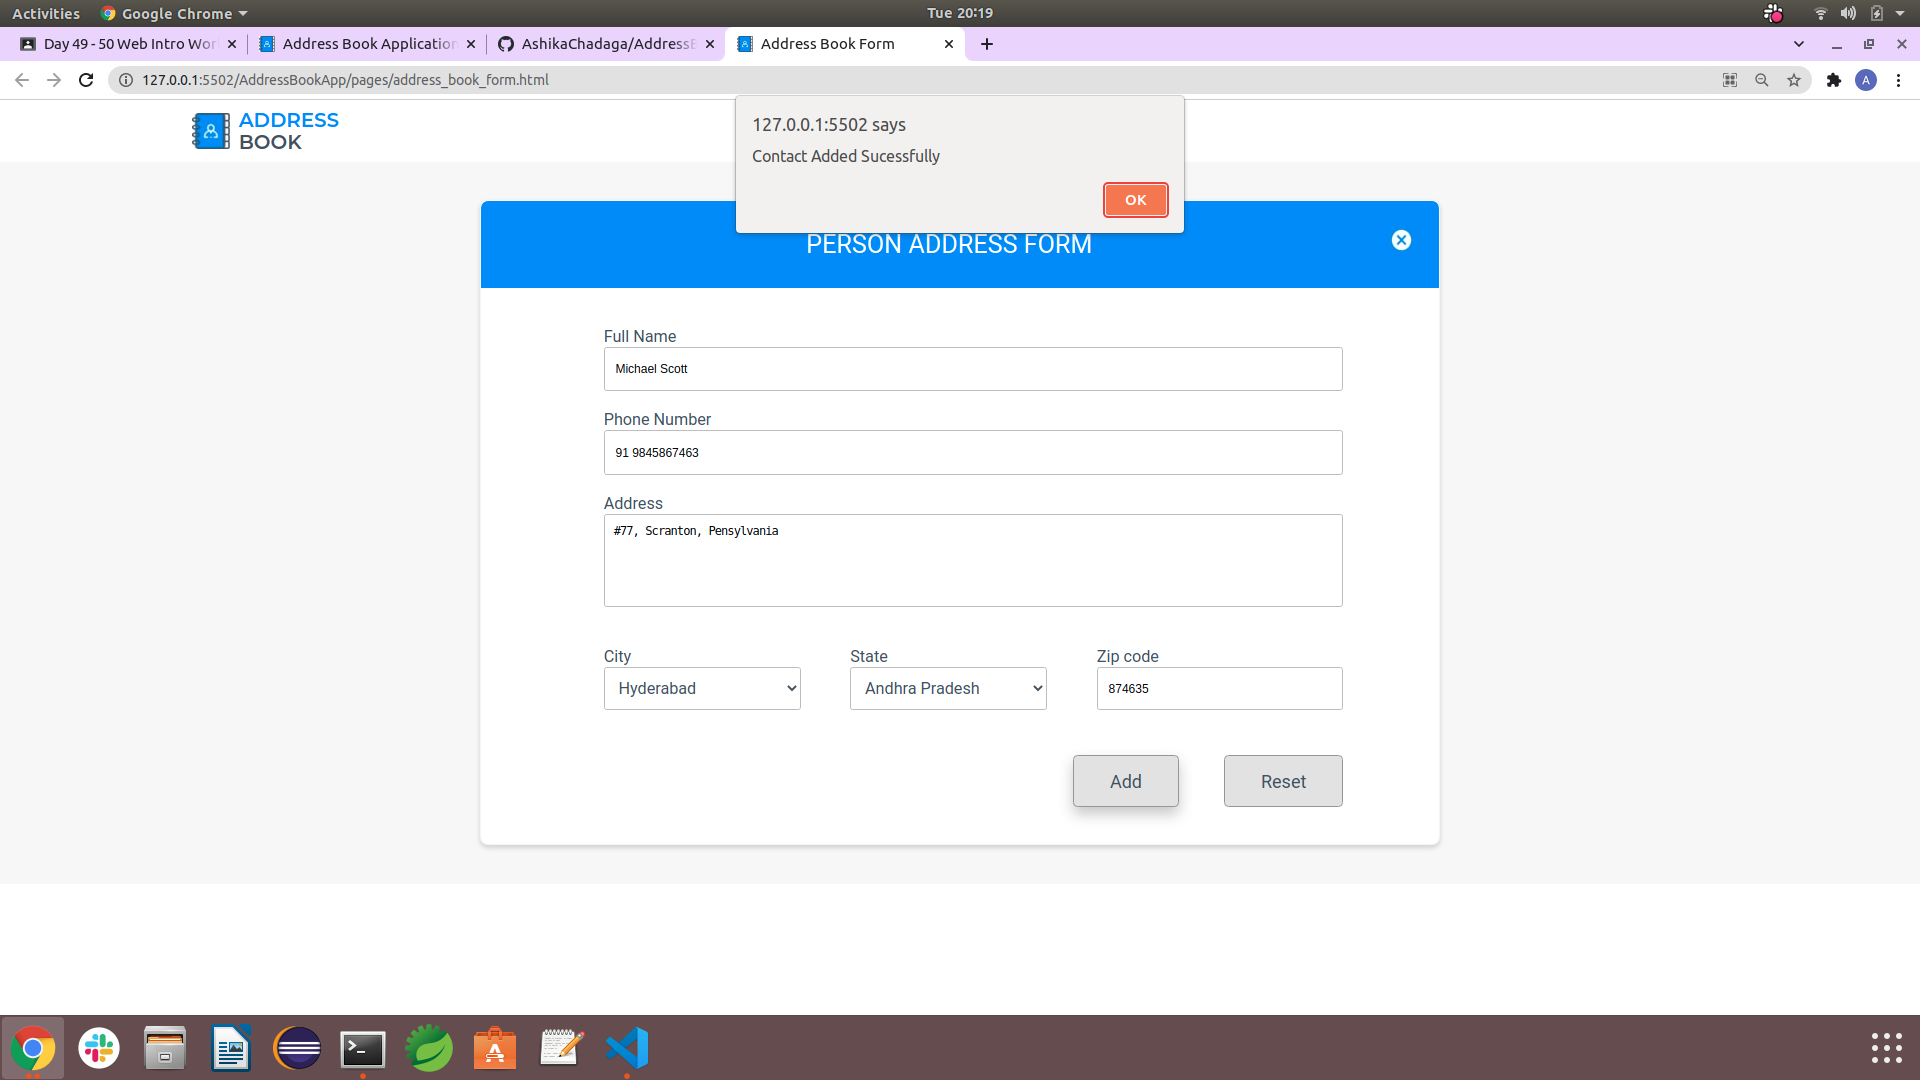 Activities
Google Chrome
Tue 20:19
Day 49 - 50 Web Intro Wor
Address Book Application
AshikaChadaga/AddressB
Address Book Form
127.0.0.1:5502/AddressBookApp/pages/address_book_form.html
A
ADDRESS
BOOK
127.0.0.1:5502 says
Contact Added Sucessfully
OK
PERSON ADDRESS FORM
Full Name
Michael Scott
Phone Number
91 9845867463
Address
#77, Scranton, Pensylvania
City
State
Zip code
Hyderabad
Andhra Pradesh
874635
Add
Reset